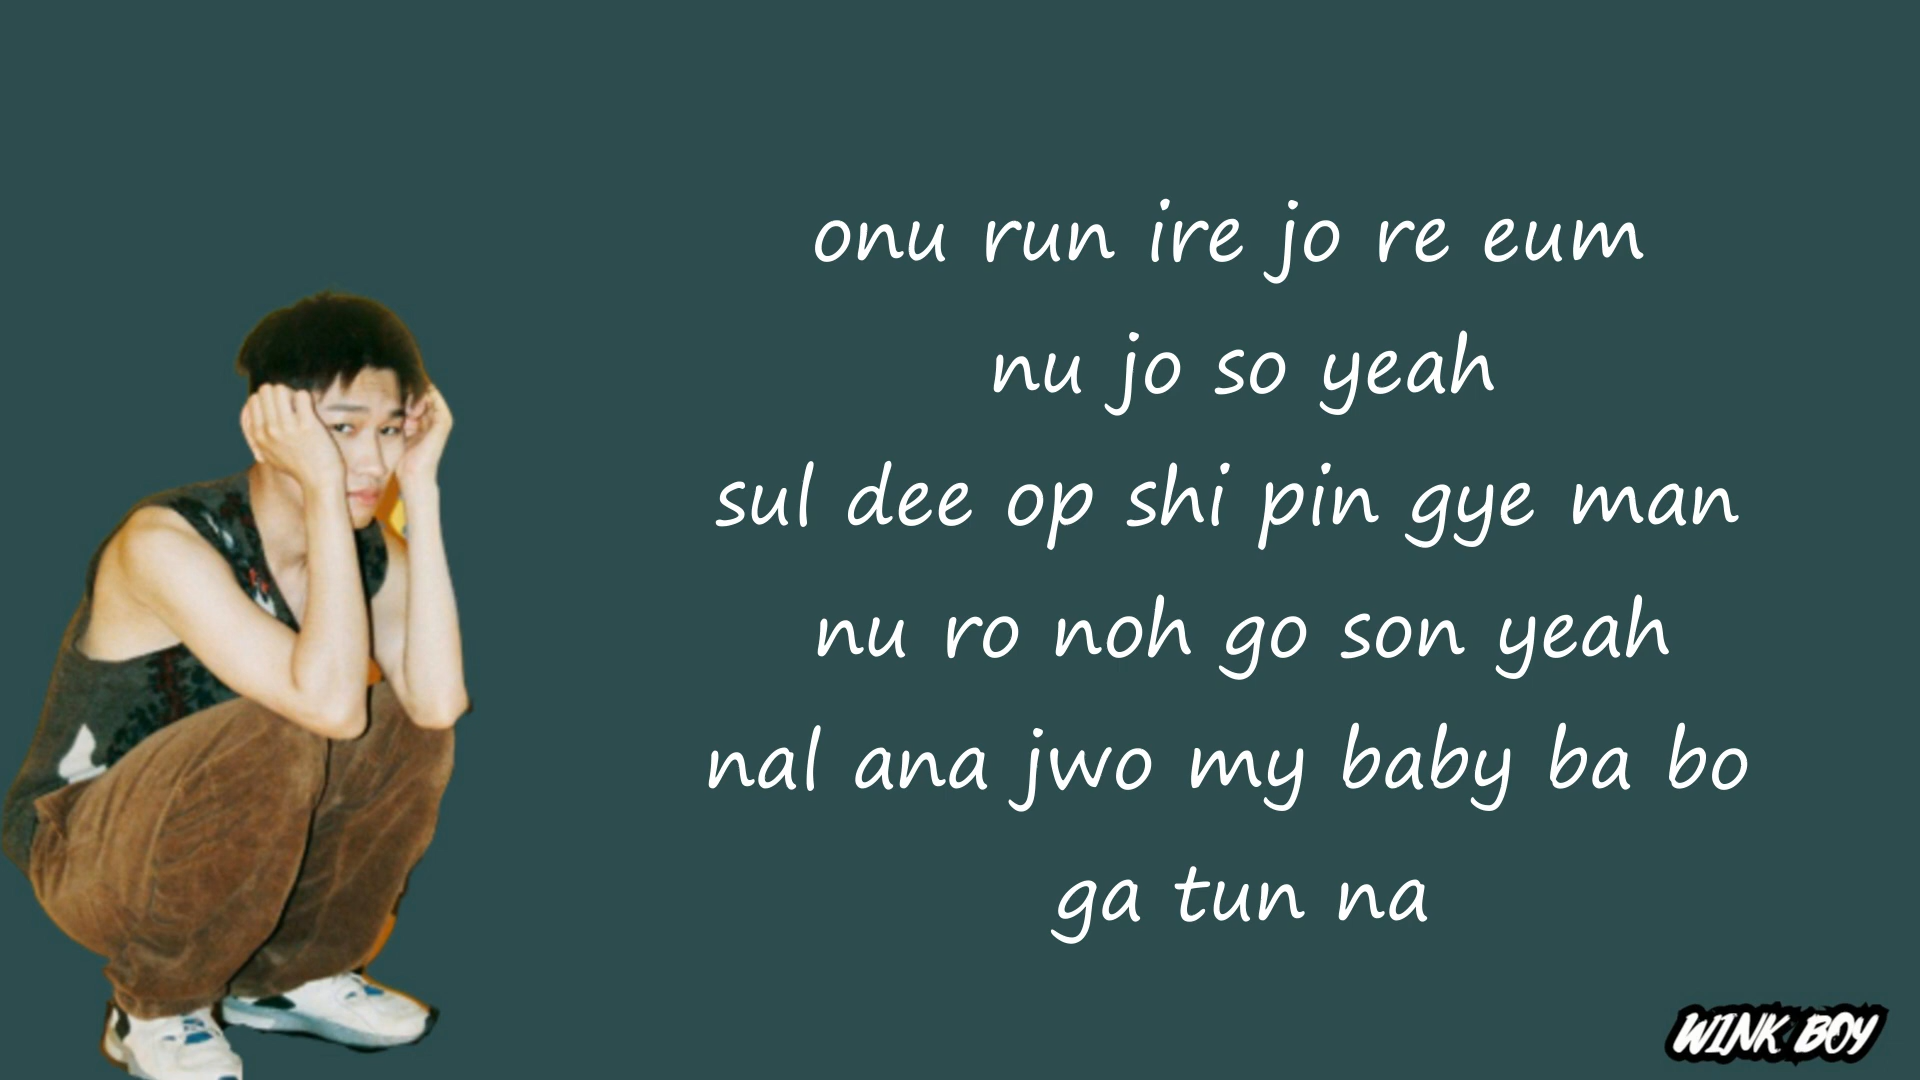 onu run ire jo re eum
nu jo so yeah
sul dee op shi pin gye man
nu ro noh go son yeah
nal ana jwo my baby ba bo
ga tun na
WINK BOY